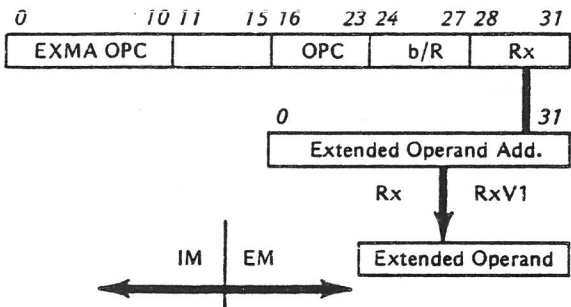 0 10 11 15 16 23 24 27 28 31
EXMA OPC OPC b/R Rx
0 31
Extended Operand Add.
Rx RxV1
IM EM Extended Operand